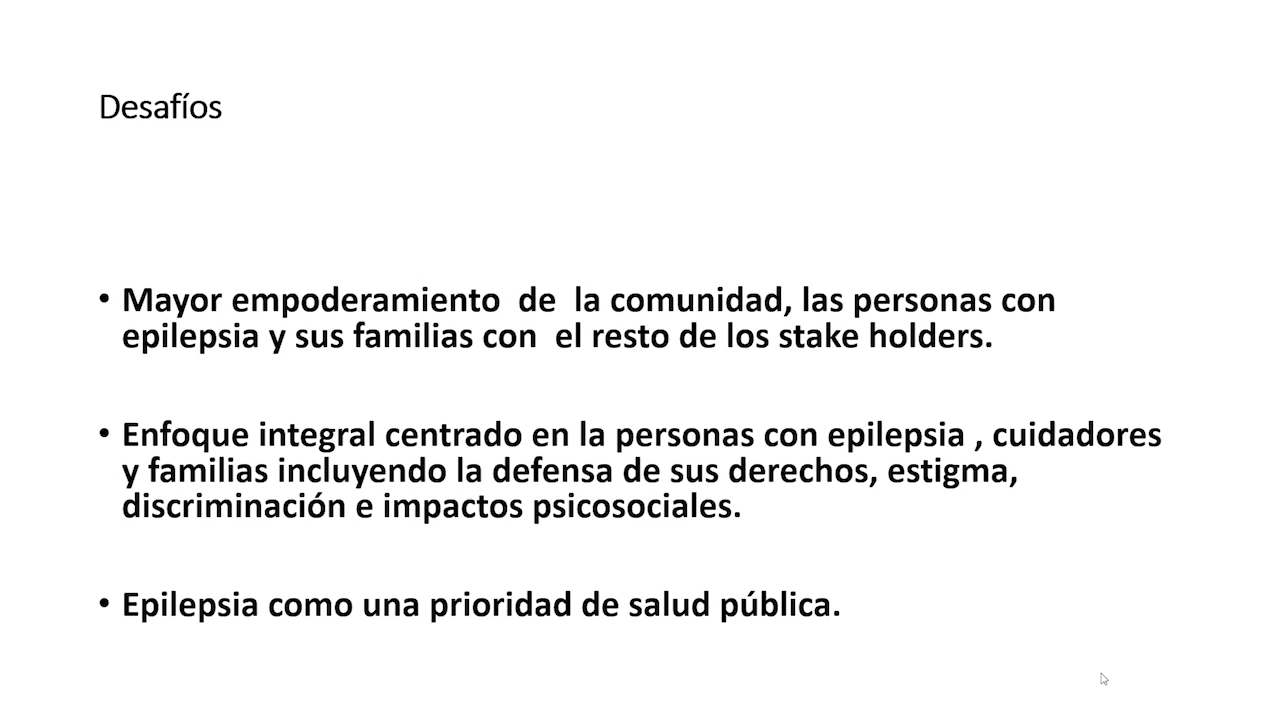 Desafíos
• Mayor empoderamiento  de  la comunidad, las personas con
epilepsia y sus familias con  el resto de los stake holders.
• Enfoque integral centrado en la personas con epilepsia , cuidadores
y familias incluyendo la defensa de sus derechos, estigma,
discriminación e impactos psicosociales.
• Epilepsia como una prioridad de salud pública.